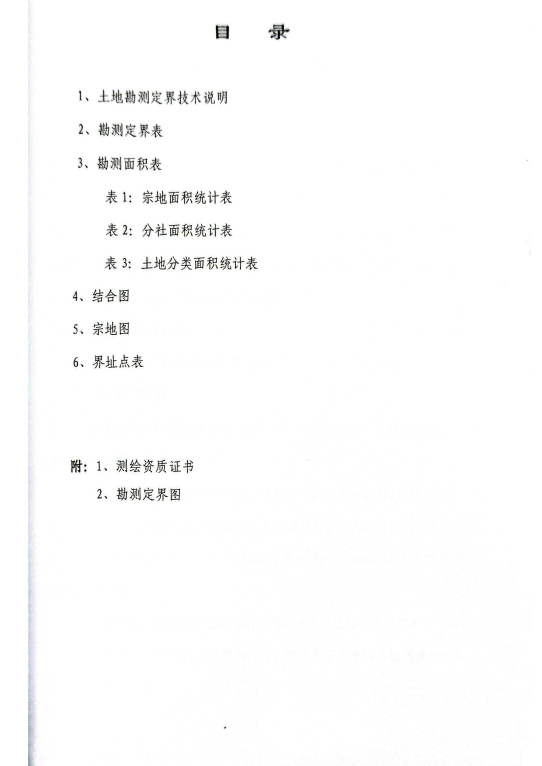 目 录
1、土地勘测定界技术说明
2、勘测定界表
3、勘测面积表
表 1：宗地面积统计表
表 2：分社面积统计表
表 3：土地分类面积统计表
4、结合图
5、宗地图
6、界址点表
附：1、测绘资质证书
2、勘测定界图